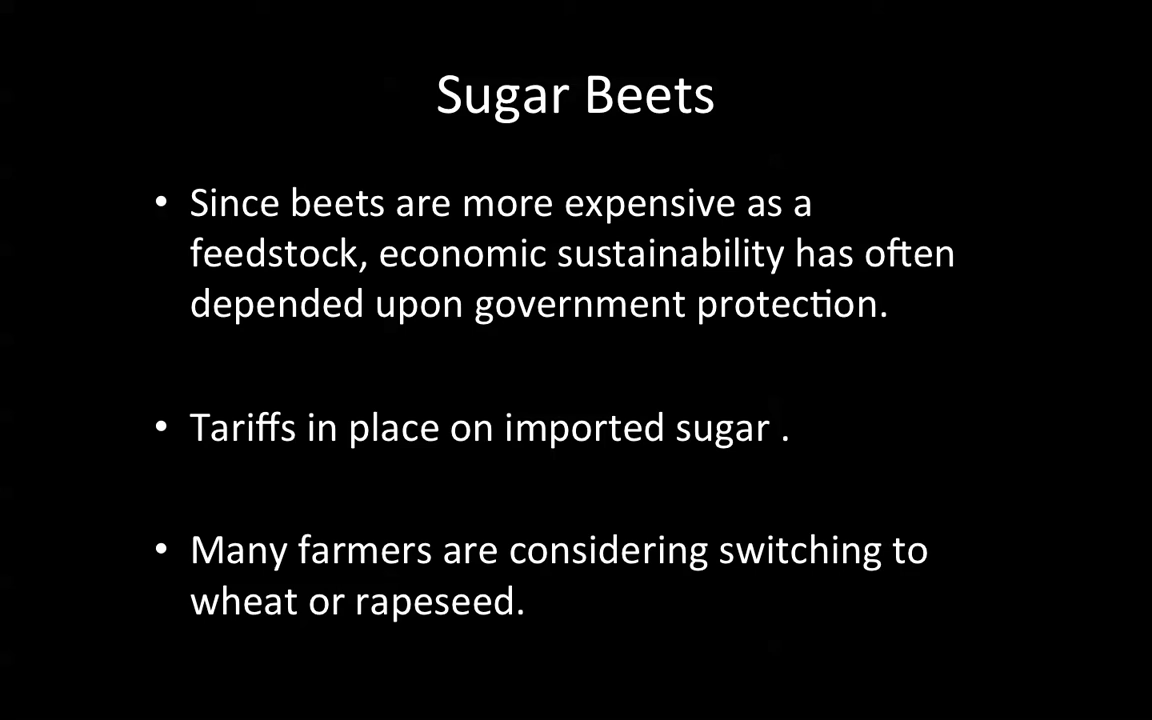 Sugar Beets
• Since beets are more expensive as a
feedstock, economic sustainability has often
depended upon government protection.
• Tariffs in place on imported sugar .
• Many farmers are considering switching to
wheat or rapeseed.